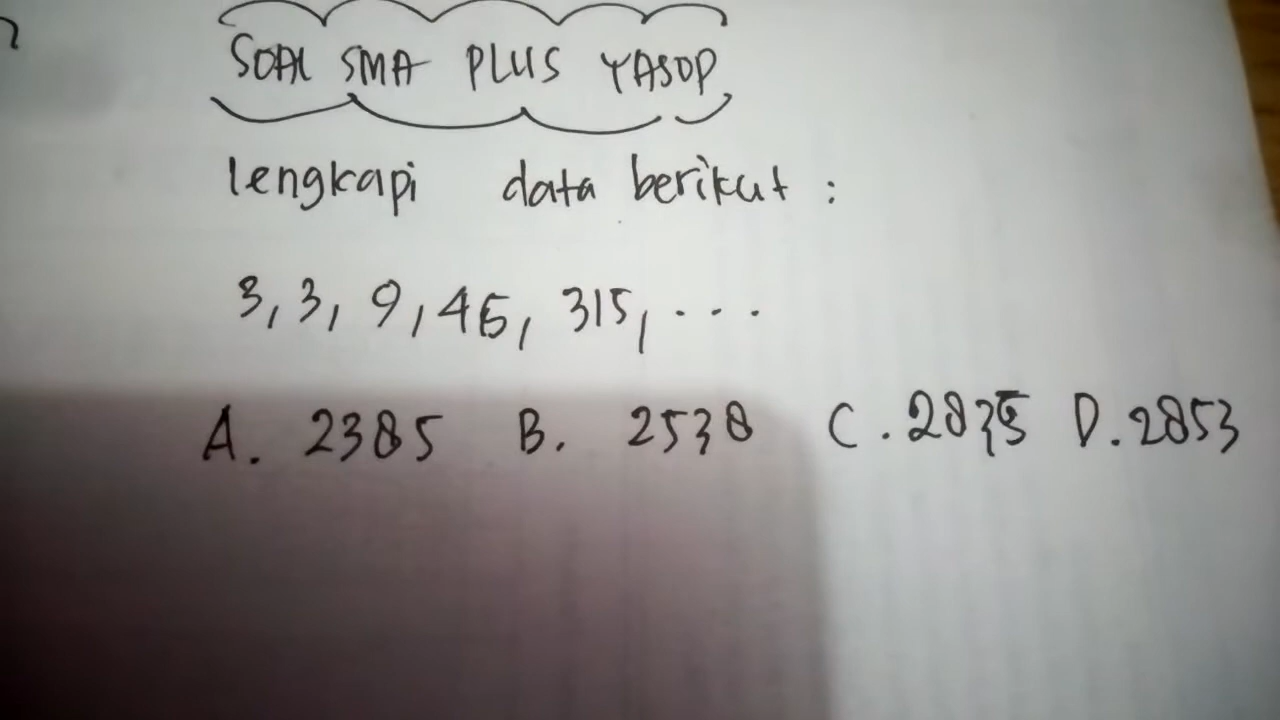 SOAL SMA PLUS YASOP
lengkapi data berikut :
3, 3, 9, 45, 315, ...
A. 2385 B. 2538 C. 2835 D. 2853